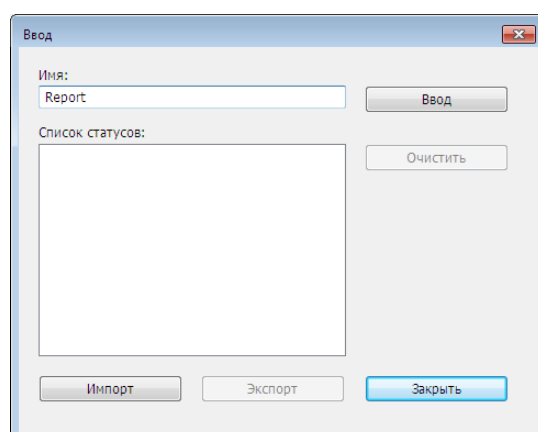 Ввод
Имя:
Report
Ввод
Список статусов:
Очистить
Импорт
Экспорт
Закрыть